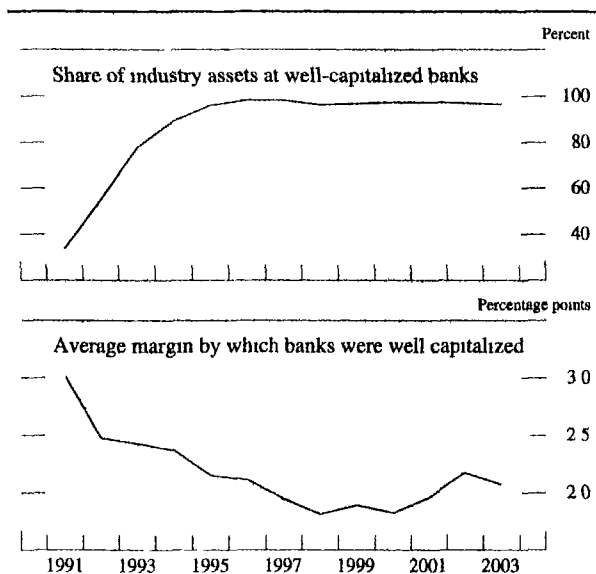 Percent
Share of industry assets at well-capitalized banks
100
80
60
40
Percentage points
Average margin by which banks were well capitalized
3 0
2 5
2 0
1991 1993 1995 1997 1999 2001 2003